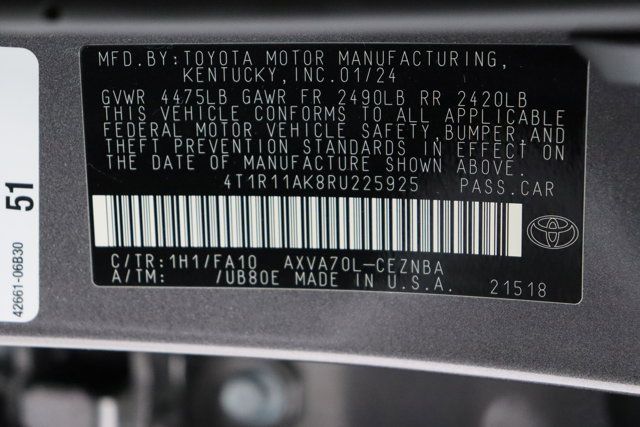 MFD.BY: TOYOTA MOTOR MANUFACTURING,
KENTUCKY, INC. 01/24
GVWR 4475LB GAWR FR 2490LB RR 2420LB
THIS VEHICLE CONFORMS TO ALL APPLICABLE
FEDERAL MOTOR VEHICLE SAFETY, BUMPER, AND
THEFT PREVENTION STANDARDS IN EFFECT ON
THE DATE OF MANUFACTURE SHOWN ABOVE.
4T1R11AK8RU225925 PASS.CAR
C/TR: 1H1/FA10 AXVA70L-CEZNBA
A/TM: /UB80E MADE IN U.S.A. 21518
51
42661-06B30